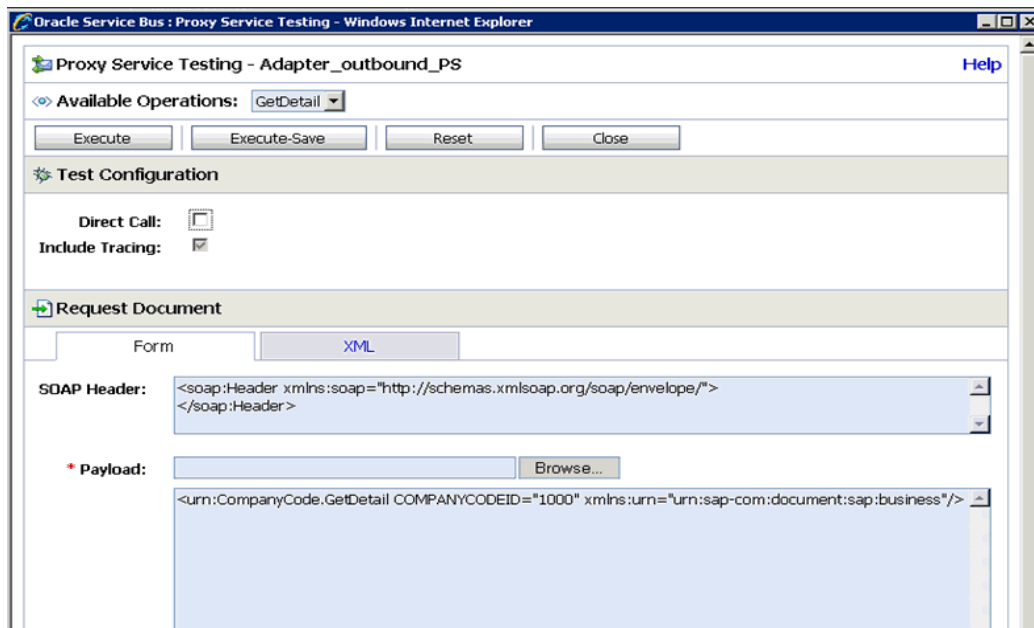 Oracle Service Bus : Proxy Service Testing - Windows Internet Explorer
Proxy Service Testing - Adapter_outbound_PS Help
Available Operations: GetDetail
Execute Execute-Save Reset Close
Test Configuration
Direct Call:
Include Tracing:
Request Document
Form XML
SOAP Header: <soap:Header xmlns:soap="http://schemas.xmlsoap.org/soap/envelope/">
</soap:Header>
* Payload: Browse...
<urn:CompanyCode.GetDetail COMPANYCODEID="1000" xmlns:urn="urn:sap-com:document:sap:business"/>